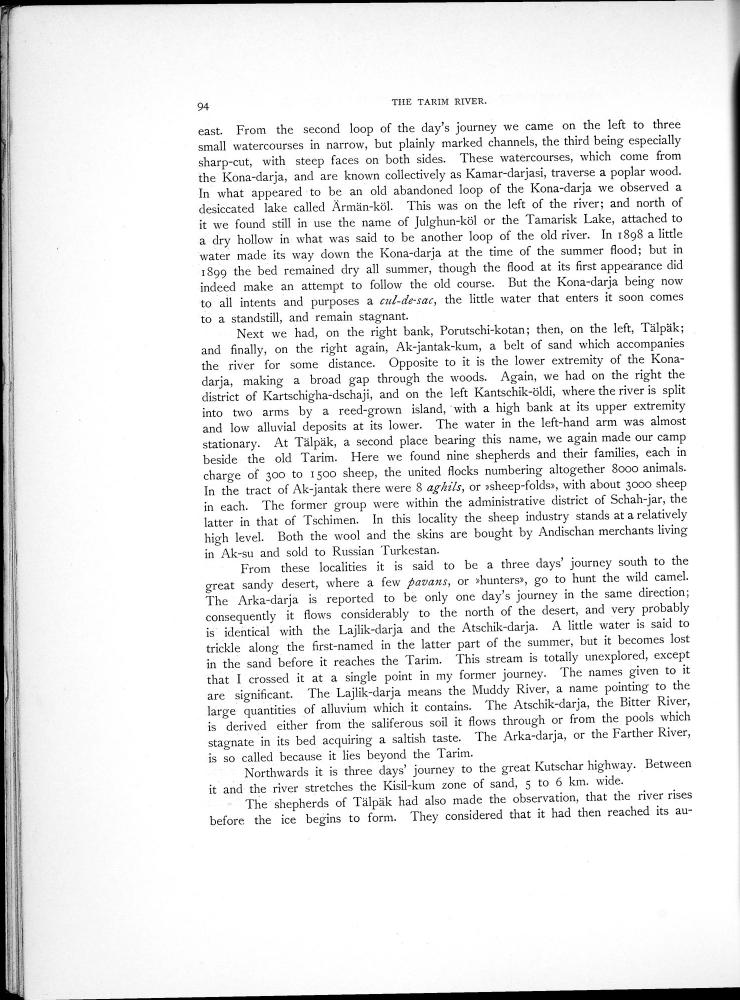 94
THE TARIM RIVER.
east. From the second loop of the day's journey we came on the left to three
small watercourses in narrow, but plainly marked channels, the third being especially
sharp-cut, with steep faces on both sides. These watercourses, which come from
the Kona-darja, and are known collectively as Kamar-darjasi, traverse a poplar wood.
In what appeared to be an old abandoned loop of the Kona-darja we observed a
desiccated lake called Ärmän-köl. This was on the left of the river; and north of
it we found still in use the name of Julghun-köl or the Tamarisk Lake, attached to
a dry hollow in what was said to be another loop of the old river. In 1898 a little
water made its way down the Kona-darja at the time of the summer flood; but in
1899 the bed remained dry all summer, though the flood at its first appearance did
indeed make an attempt to follow the old course. But the Kona-darja being now
to all intents and purposes a cul-de-sac, the little water that enters it soon comes
to a standstill, and remain stagnant.
Next we had, on the right bank, Porutschi-kotan; then, on the left, Tälpäk;
and finally, on the right again, Ak-jantak-kum, a belt of sand which accompanies
the river for some distance. Opposite to it is the lower extremity of the Kona-
darja, making a broad gap through the woods. Again, we had on the right the
district of Kartschigha-dschaji, and on the left Kantschik-öldi, where the river is split
into two arms by a reed-grown island, with a high bank at its upper extremity
and low alluvial deposits at its lower. The water in the left-hand arm was almost
stationary. At Tälpäk, a second place bearing this name, we again made our camp
beside the old Tarim. Here we found nine shepherds and their families, each in
charge of 300 to 1500 sheep, the united flocks numbering altogether 8000 animals.
In the tract of Ak-jantak there were 8 aghils, or »sheep-folds», with about 3000 sheep
in each. The former group were within the administrative district of Schah-jar, the
latter in that of Tschimen. In this locality the sheep industry stands at a relatively
high level. Both the wool and the skins are bought by Andischan merchants living
in Ak-su and sold to Russian Turkestan.
From these localities it is said to be a three days' journey south to the
great sandy desert, where a few pavans, or »hunters», go to hunt the wild camel.
The Arka-darja is reported to be only one day's journey in the same direction;
consequently it flows considerably to the north of the desert, and very probably
is identical with the Lajlik-darja and the Atschik-darja. A little water is said to
trickle along the first-named in the latter part of the summer, but it becomes lost
in the sand before it reaches the Tarim. This stream is totally unexplored, except
that I crossed it at a single point in my former journey. The names given to it
are significant. The Lajlik-darja means the Muddy River, a name pointing to the
large quantities of alluvium which it contains. The Atschik-darja, the Bitter River,
is derived either from the saliferous soil it flows through or from the pools which
stagnate in its bed acquiring a saltish taste. The Arka-darja, or the Farther River,
is so called because it lies beyond the Tarim.
Northwards it is three days' journey to the great Kutschar highway. Between
it and the river stretches the Kisil-kum zone of sand, 5 to 6 km. wide.
The shepherds of Tälpäk had also made the observation, that the river rises
before the ice begins to form. They considered that it had then reached its au-